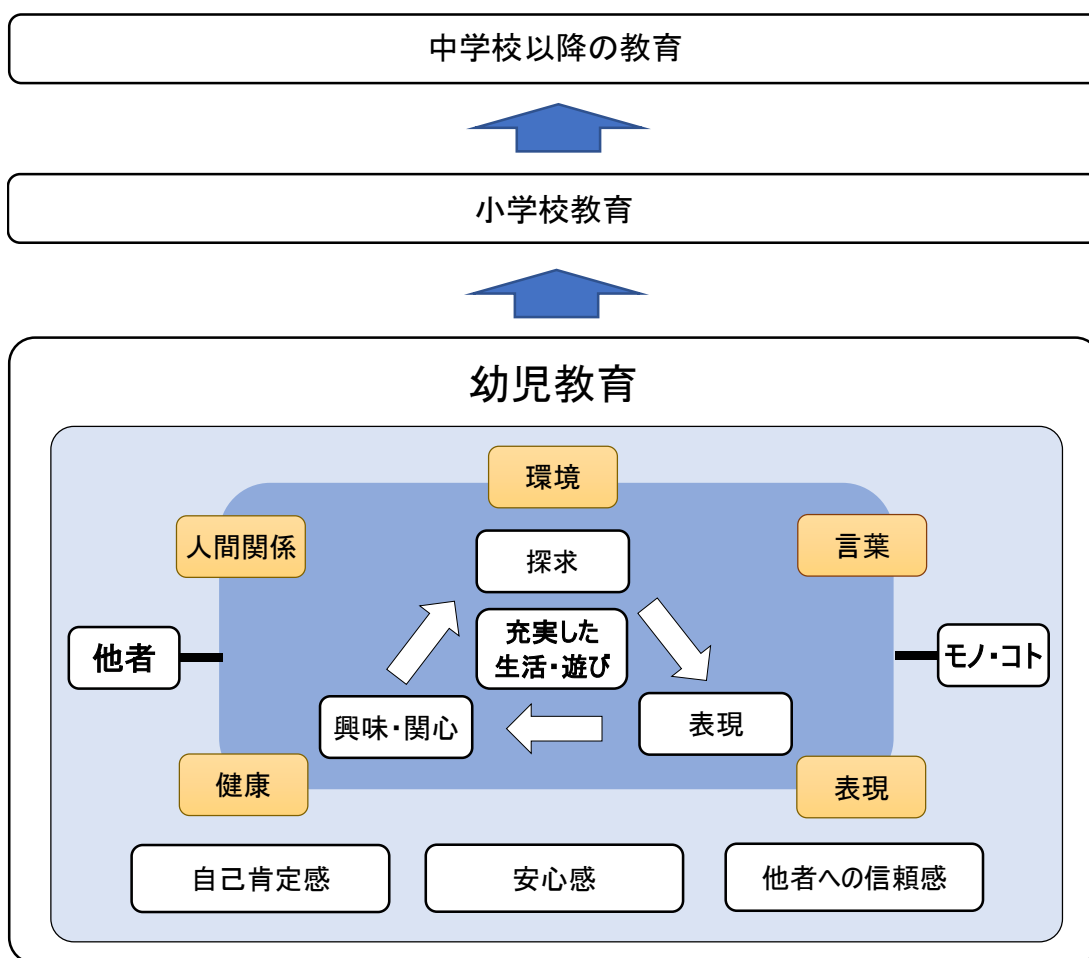 中学校以降の教育
小学校教育
幼児教育
環境
人間関係
言葉
探求
充実した
生活・遊び
他者
モノ・コト
興味・関心
表現
健康
表現
自己肯定感
安心感
他者への信頼感